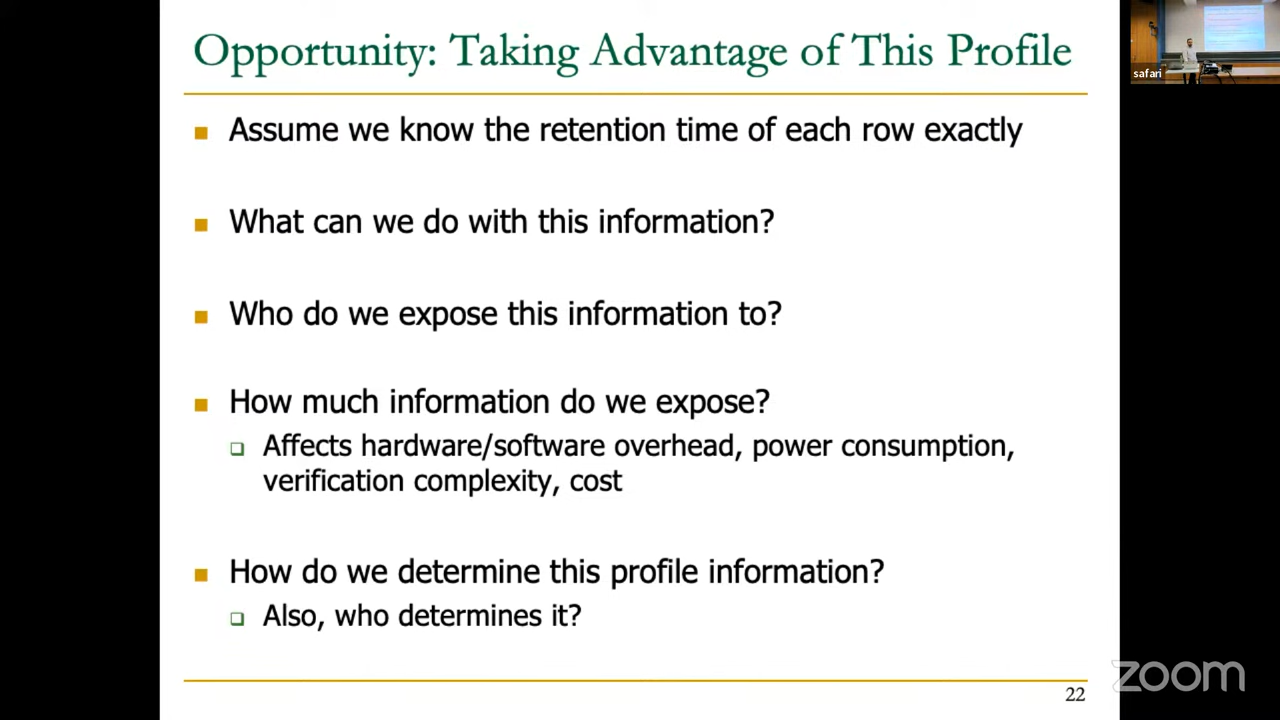 Opportunity: Taking Advantage of This Profile
safari
Assume we know the retention time of each row exactly
What can we do with this information?
Who do we expose this information to?
How much information do we expose?
Affects hardware/software overhead, power consumption,
verification complexity, cost
How do we determine this profile information?
Also, who determines it?
22
zoom